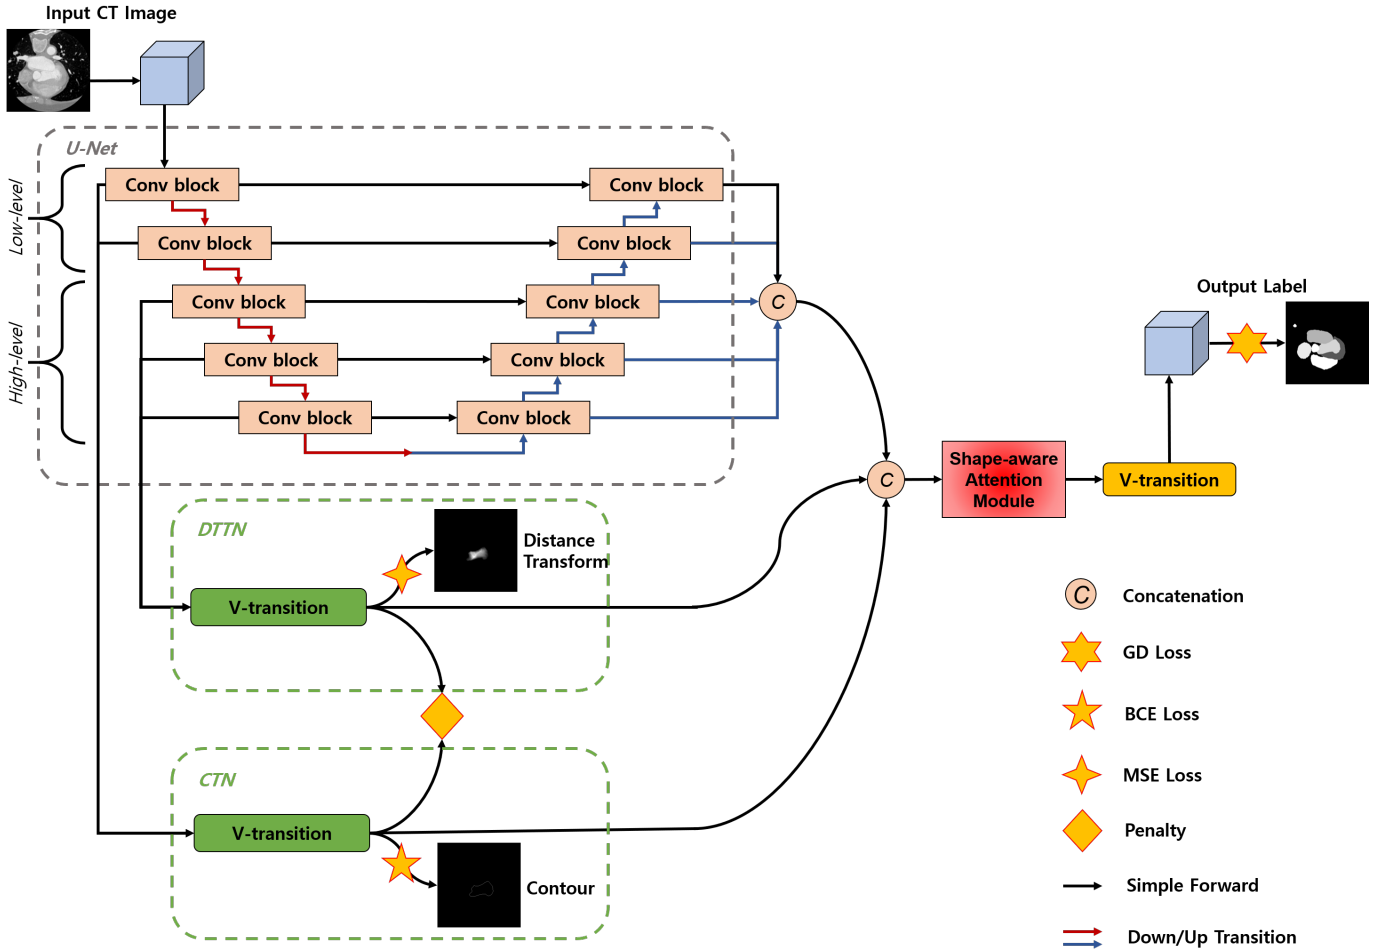 Input CT Image
U-Net
Low-level
High-level
Conv block
Conv block
Conv block
Conv block
Conv block
Conv block
Conv block
Conv block
Conv block
Conv block
C
Output Label
C
Shape-aware
Attention
Module
V-transition
DTTN
Distance
Transform
V-transition
CTN
V-transition
Contour
C
Concatenation
GD Loss
BCE Loss
MSE Loss
Penalty
Simple Forward
Down/Up Transition